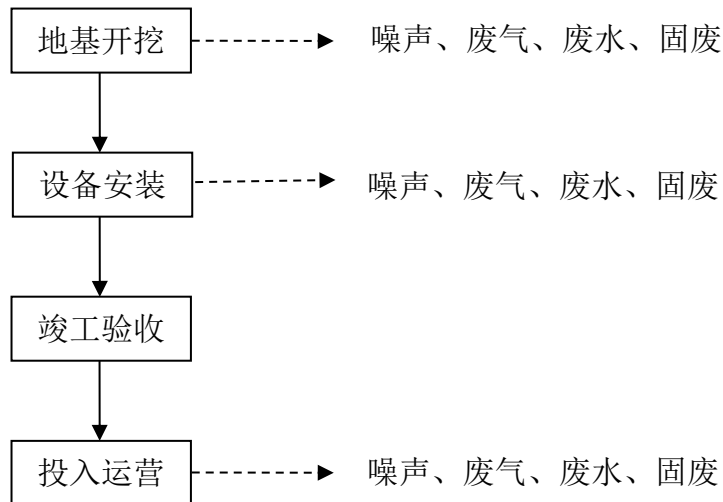 地基开挖 噪声、废气、废水、固废
设备安装 噪声、废气、废水、固废
竣工验收
投入运营 噪声、废气、废水、固废